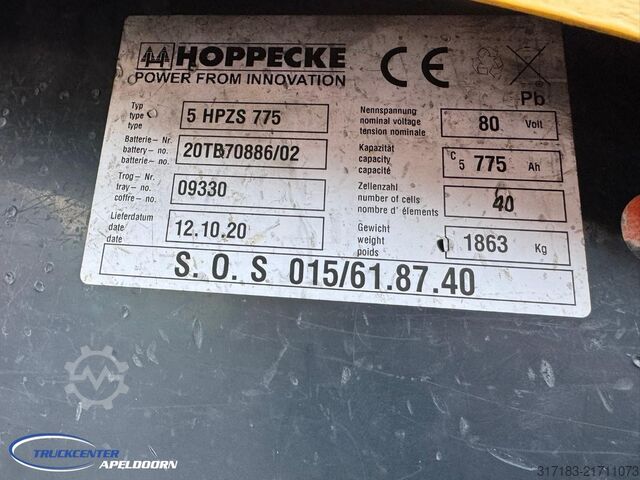 HOPPECKE
POWER FROM INNOVATION
CE
Pb
Typ
type
type
5 HPZS 775
Batterie- Nr.
battery- no.
batterie- no.
20TB70886/02
Trog- Nr.
tray- no.
coffre- no.
09330
Lieferdatum
date
date
12.10.20
Nennspannung
nominal voltage
tension nominale
80 Volt
Kapazität
capacity
capacité
C5 775 Ah
Zellenzahl
number of cells
nombre d' élements
40
Gewicht
weight
poids
1863 Kg
S. O. S 015/61.87.40
TRUCKCENTER
APELDOORN
317183-21711073